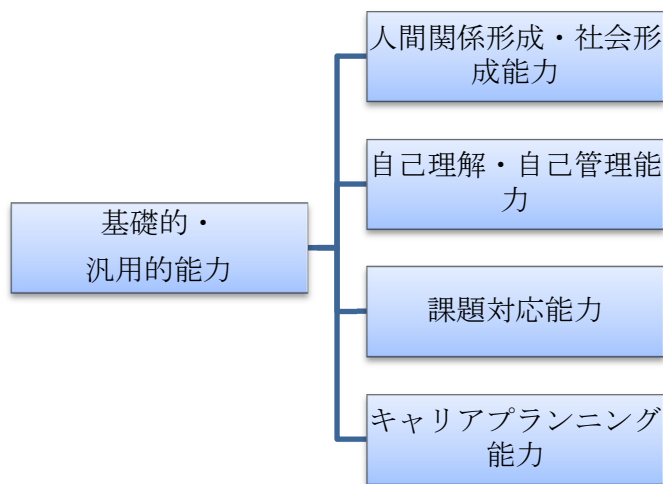 基礎的・
汎用的能力
人間関係形成・社会形
成能力
自己理解・自己管理能
力
課題対応能力
キャリアプランニング
能力